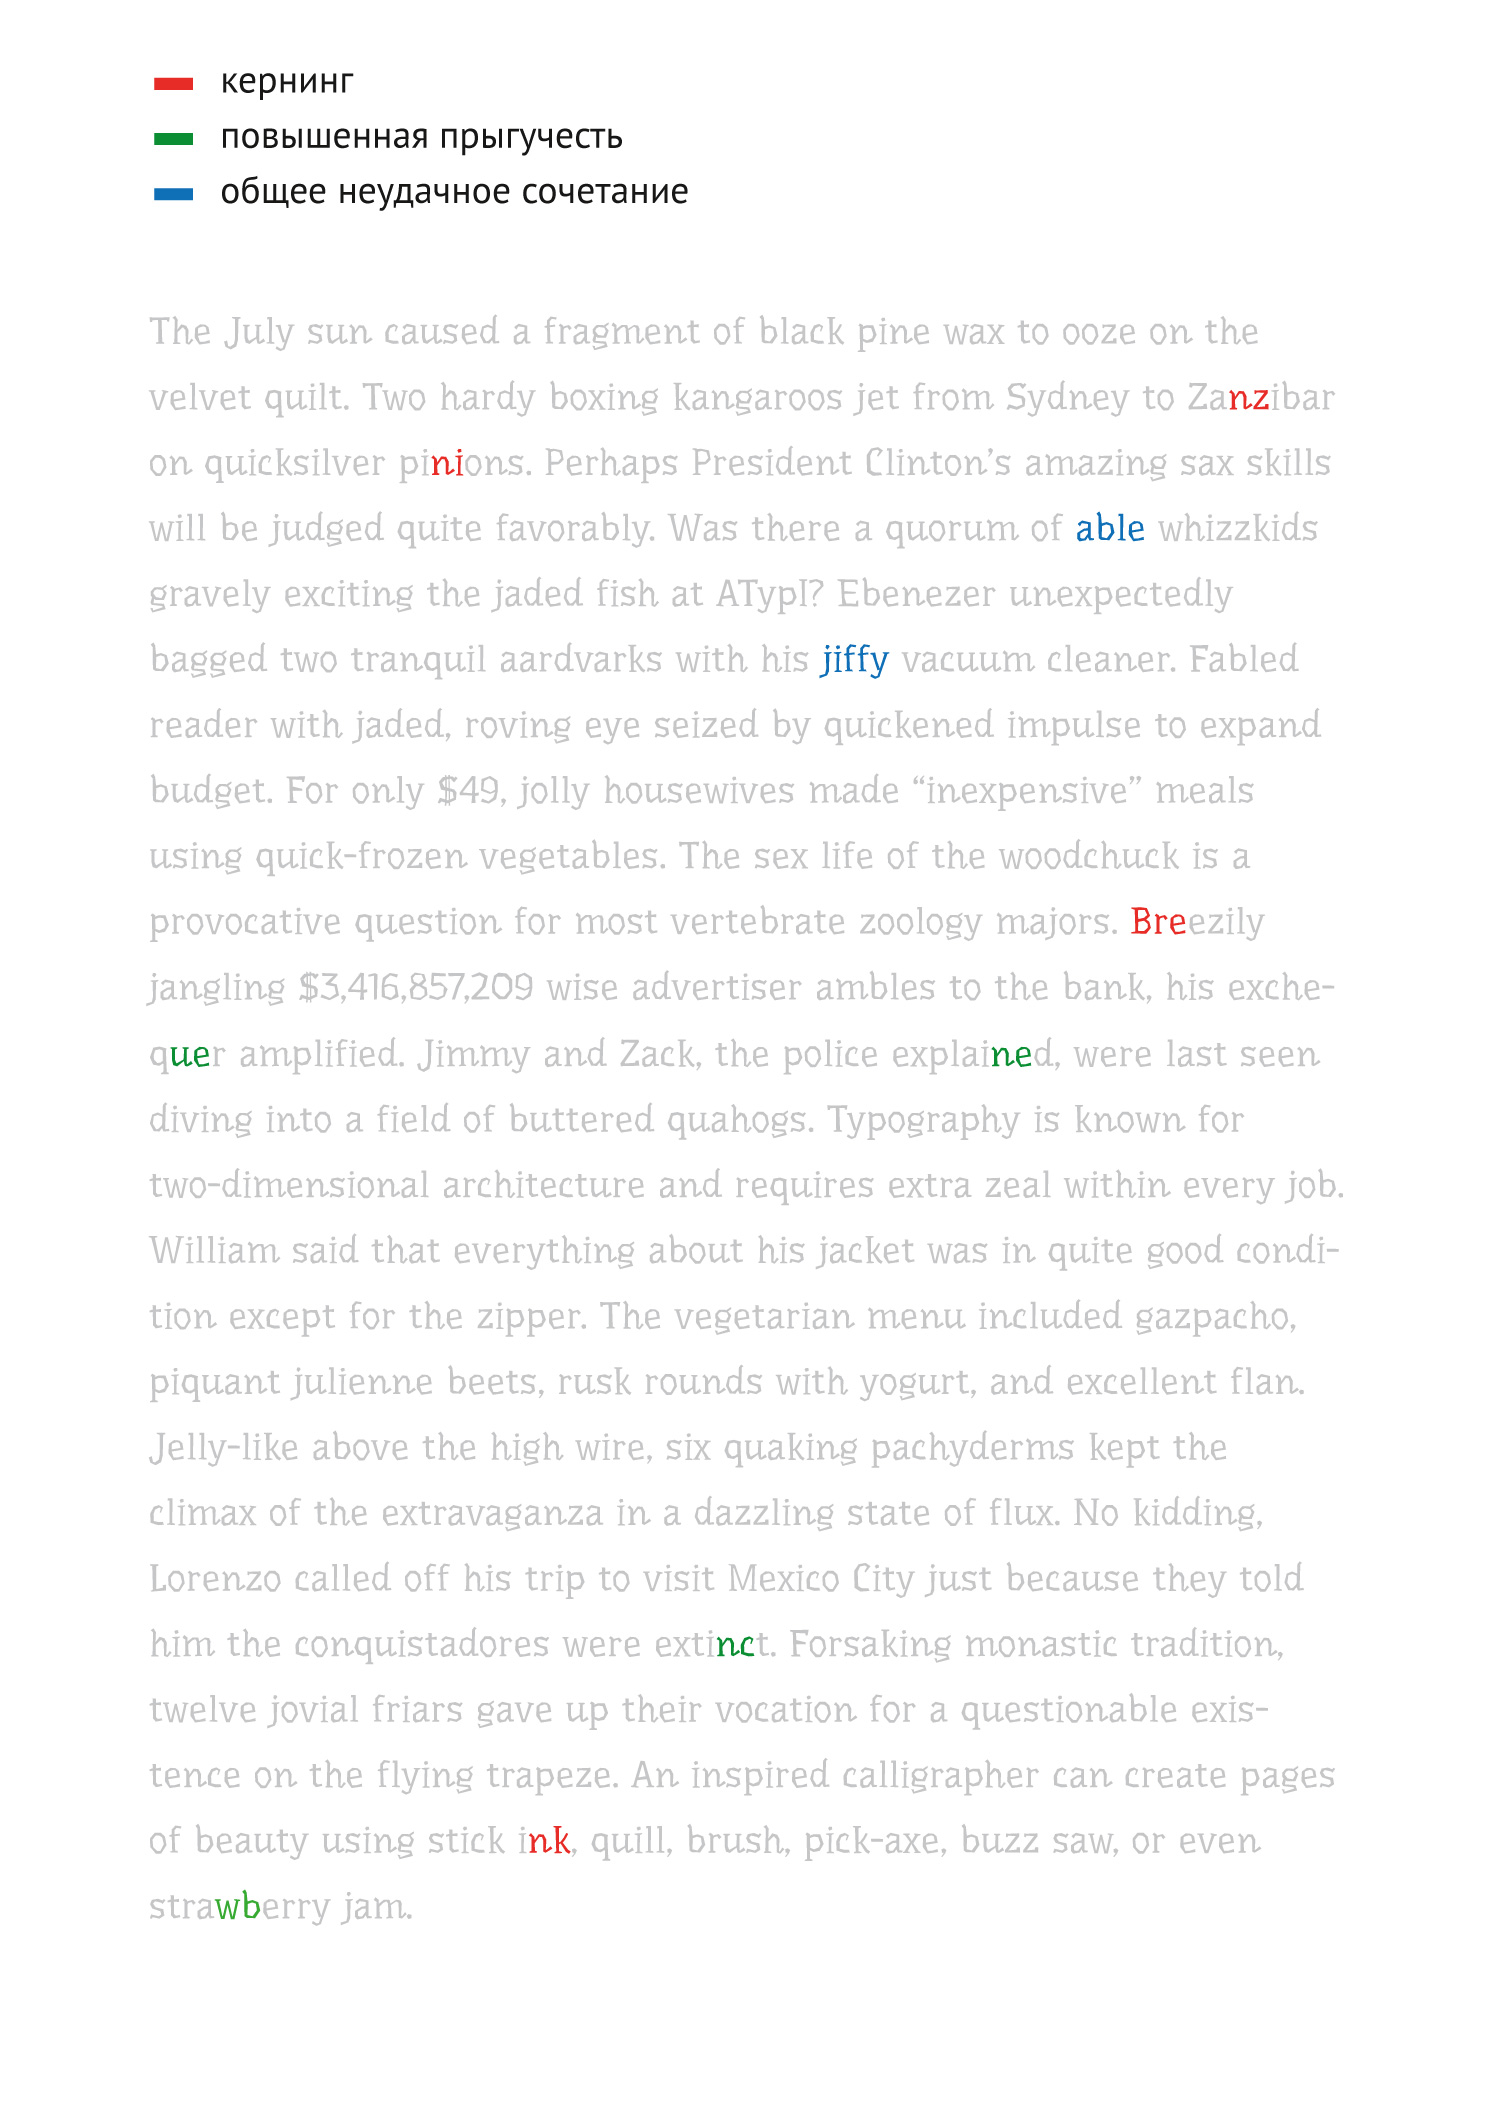 кернинг
повышенная прыгучесть
общее неудачное сочетание
The July sun caused a fragment of black pine wax to ooze on the
velvet quilt. Two hardy boxing kangaroos jet from Sydney to Zanzibar
on quicksilver pinions. Perhaps President Clinton’s amazing sax skills
will be judged quite favorably. Was there a quorum of able whizzkids
gravely exciting the jaded fish at ATypI? Ebenezer unexpectedly
bagged two tranquil aardvarks with his jiffy vacuum cleaner. Fabled
reader with jaded, roving eye seized by quickened impulse to expand
budget. For only $49, jolly housewives made “inexpensive” meals
using quick-frozen vegetables. The sex life of the woodchuck is a
provocative question for most vertebrate zoology majors. Breezily
jangling $3,416,857,209 wise advertiser ambles to the bank, his exche-
quer amplified. Jimmy and Zack, the police explained, were last seen
diving into a field of buttered quahogs. Typography is known for
two-dimensional architecture and requires extra zeal within every job.
William said that everything about his jacket was in quite good condi-
tion except for the zipper. The vegetarian menu included gazpacho,
piquant julienne beets, rusk rounds with yogurt, and excellent flan.
Jelly-like above the high wire, six quaking pachyderms kept the
climax of the extravaganza in a dazzling state of flux. No kidding,
Lorenzo called off his trip to visit Mexico City just because they told
him the conquistadores were extinct. Forsaking monastic tradition,
twelve jovial friars gave up their vocation for a questionable exis-
tence on the flying trapeze. An inspired calligrapher can create pages
of beauty using stick ink, quill, brush, pick-axe, buzz saw, or even
strawberry jam.